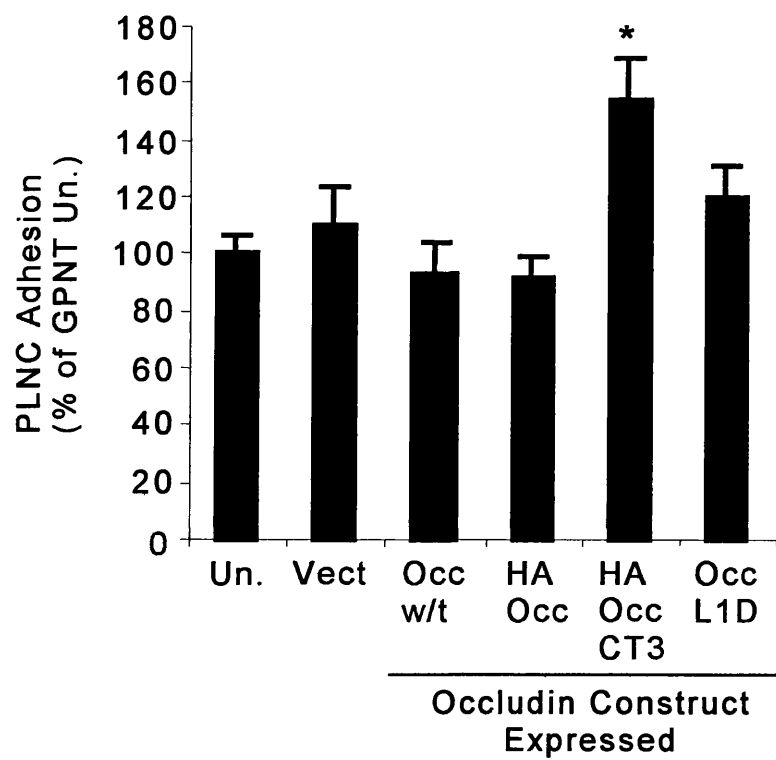 180
160
140
120
100
80
60
40
20
0
PLNC Adhesion
(% of GPNT Un.)
*
Un.
Vect
Occ
w/t
HA
Occ
HA
Occ
CT3
Occ
L1D
Occludin Construct
Expressed